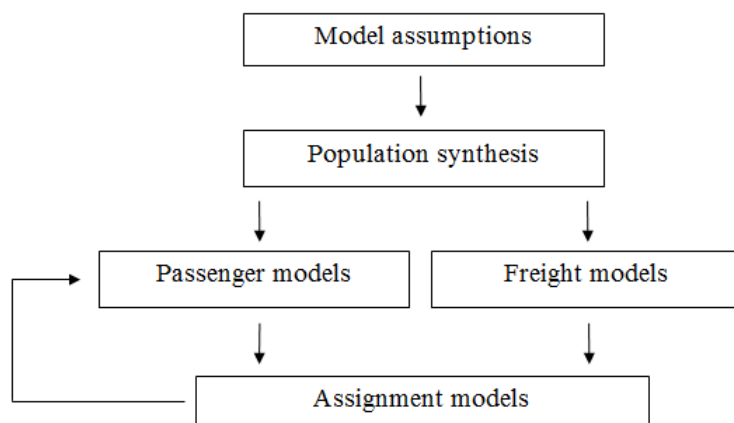 Model assumptions
Population synthesis
Passenger models
Freight models
Assignment models